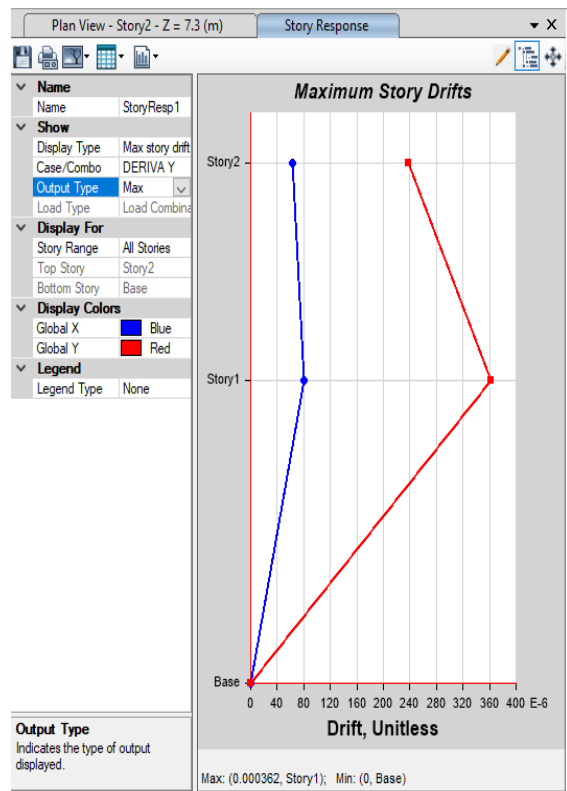 Plan View - Story2 - Z = 7.3 (m)
Story Response
Name
Name StoryResp1
Show
Display Type Max story drift
Case/Combo DERIVA Y
Output Type Max
Load Type Load Combina
Display For
Story Range All Stories
Top Story Story2
Bottom Story Base
Display Colors
Global X Blue
Global Y Red
Legend
Legend Type None
Output Type
Indicates the type of output
displayed.
Maximum Story Drifts
Story2
Story1
Base
0 40 80 120 160 200 240 280 320 360 400 E-6
Drift, Unitless
Max: (0.000362, Story1); Min: (0, Base)